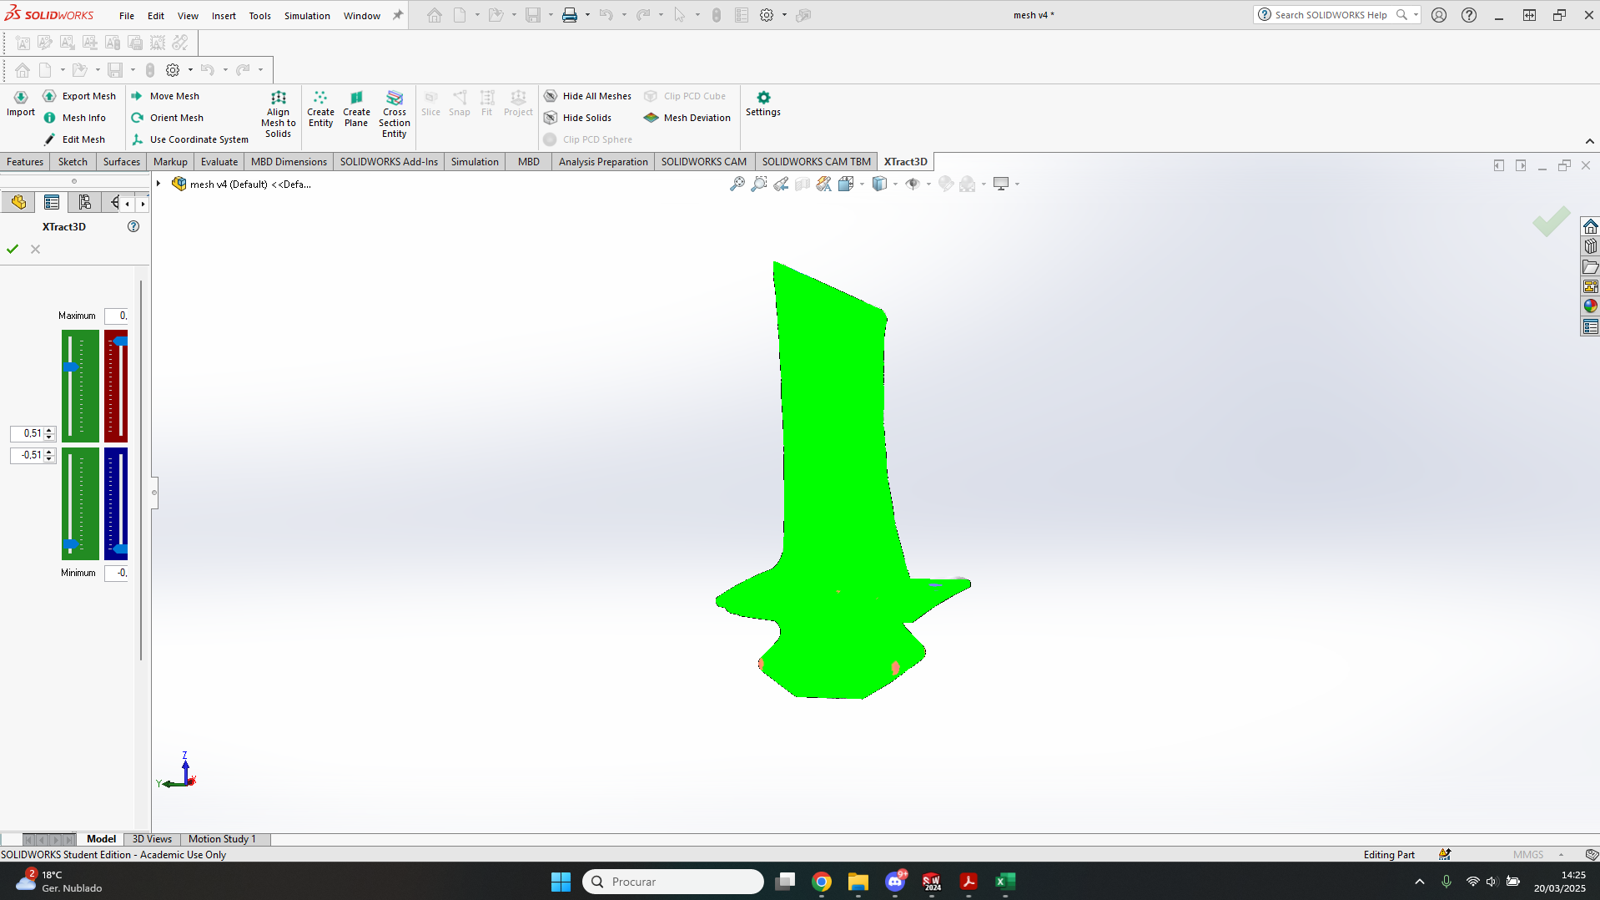 SOLIDWORKS File Edit View Insert Tools Simulation Window mesh v4 * Search SOLIDWORKS Help
Import Export Mesh Mesh Info Edit Mesh
Move Mesh Orient Mesh Use Coordinate System
Align Mesh to Solids
Create Entity Create Plane Cross Section Entity
Slice Snap Fit Project
Hide All Meshes Hide Solids Clip PCD Sphere
Clip PCD Cube Mesh Deviation
Settings
Features Sketch Surfaces Markup Evaluate MBD Dimensions SOLIDWORKS Add-Ins Simulation MBD Analysis Preparation SOLIDWORKS CAM SOLIDWORKS CAM TBM XTract3D
mesh v4 (Default) <<Defa...
XTract3D
Maximum 0,
0,51
-0,51
Minimum -0,
Z
Y
X
Model 3D Views Motion Study 1
SOLIDWORKS Student Edition - Academic Use Only Editing Part MMGS
2 18°C
Ger. Nublado
Procurar
9+
SW 2024
14:25
20/03/2025